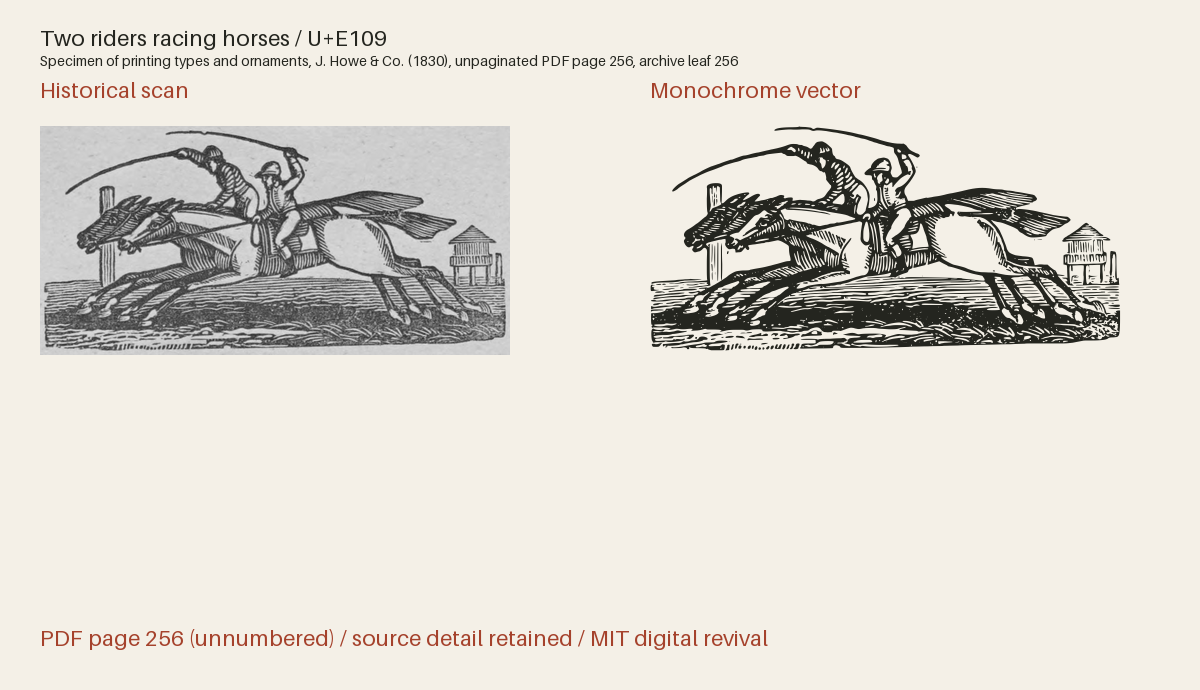 Two riders racing horses / U+E109
Specimen of printing types and ornaments, J. Howe & Co. (1830), unpaginated PDF page 256, archive leaf 256
Historical scan
Monochrome vector
PDF page 256 (unnumbered) / source detail retained / MIT digital revival